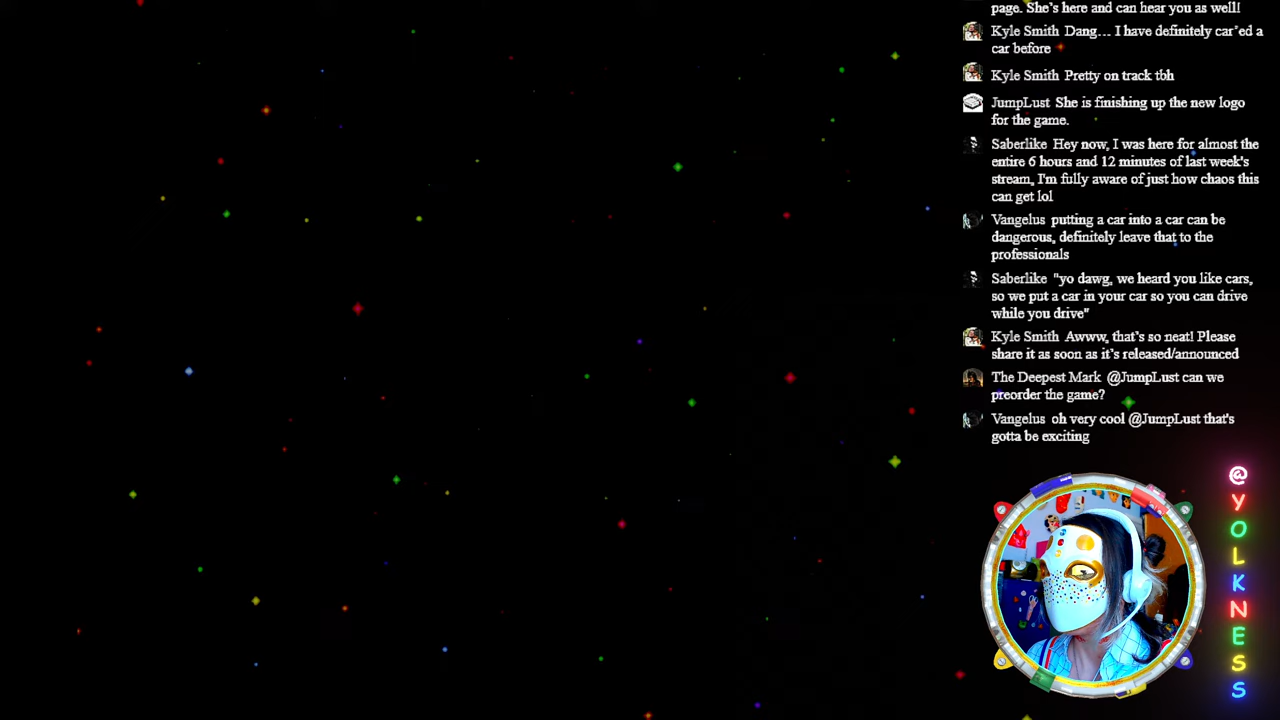 page. She's here and can hear you as well!
Kyle Smith Dang… I have definitely car'ed a
car before
Kyle Smith Pretty on track tbh
JumpLust She is finishing up the new logo
for the game.
Saberlike Hey now, I was here for almost the
entire 6 hours and 12 minutes of last week's
stream, I'm fully aware of just how chaos this
can get lol
Vangelus putting a car into a car can be
dangerous, definitely leave that to the
professionals
Saberlike "yo dawg, we heard you like cars,
so we put a car in your car so you can drive
while you drive"
Kyle Smith Awww, that's so neat! Please
share it as soon as it's released/announced
The Deepest Mark @JumpLust can we
preorder the game?
Vangelus oh very cool @JumpLust that's
gotta be exciting
@YOLKNESS